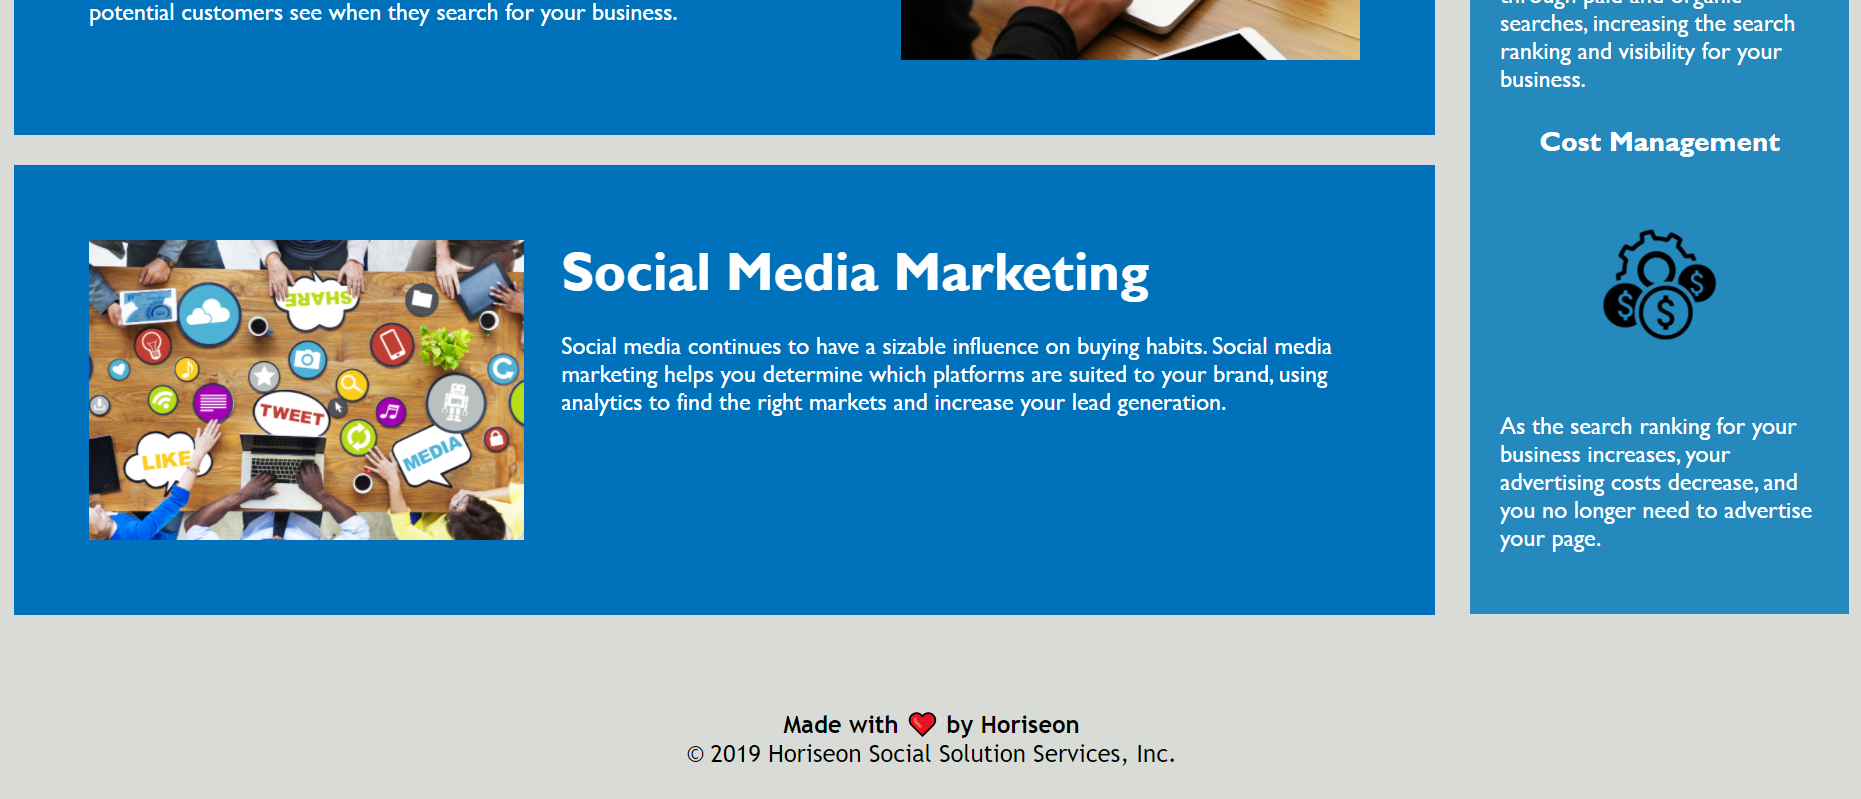 potential customers see when they search for your business.
searches, increasing the search
ranking and visibility for your
business.
Cost Management
$ $ $
Social Media Marketing
Social media continues to have a sizable influence on buying habits. Social media
marketing helps you determine which platforms are suited to your brand, using
analytics to find the right markets and increase your lead generation.
SHARE
TWEET
LIKE
MEDIA
As the search ranking for your
business increases, your
advertising costs decrease, and
you no longer need to advertise
your page.
Made with ❤️ by Horiseon
© 2019 Horiseon Social Solution Services, Inc.